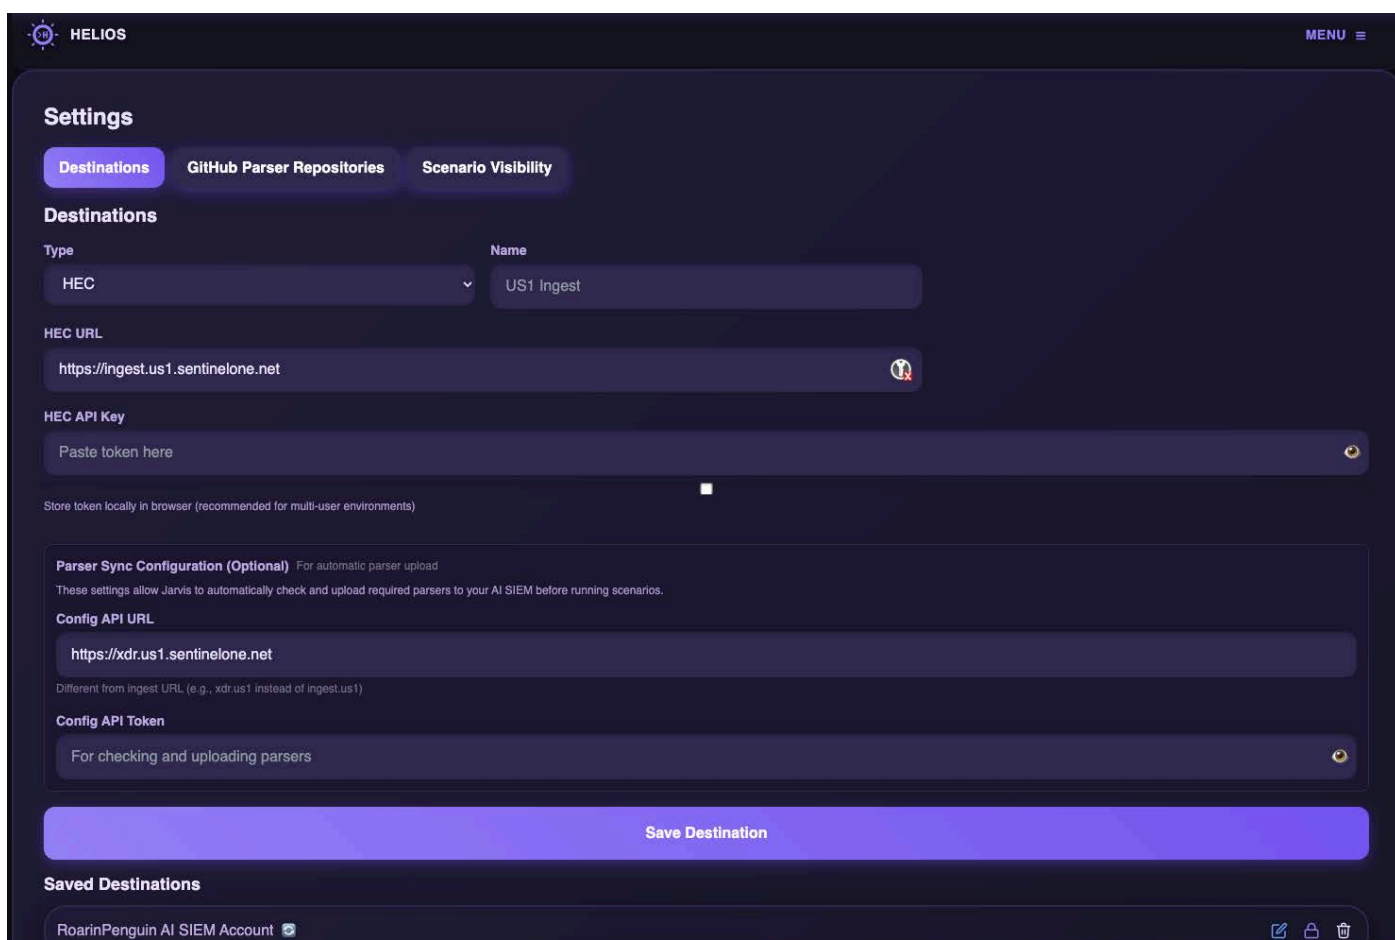 HELIOS
MENU ≡
Settings
Destinations GitHub Parser Repositories Scenario Visibility
Destinations
Type Name
HEC US1 Ingest
HEC URL
https://ingest.us1.sentinelone.net
HEC API Key
Paste token here
Store token locally in browser (recommended for multi-user environments)
Parser Sync Configuration (Optional) For automatic parser upload
These settings allow Jarvis to automatically check and upload required parsers to your AI SIEM before running scenarios.
Config API URL
https://xdr.us1.sentinelone.net
Different from ingest URL (e.g., xdr.us1 instead of ingest.us1)
Config API Token
For checking and uploading parsers
Save Destination
Saved Destinations
RoarinPenguin AI SIEM Account